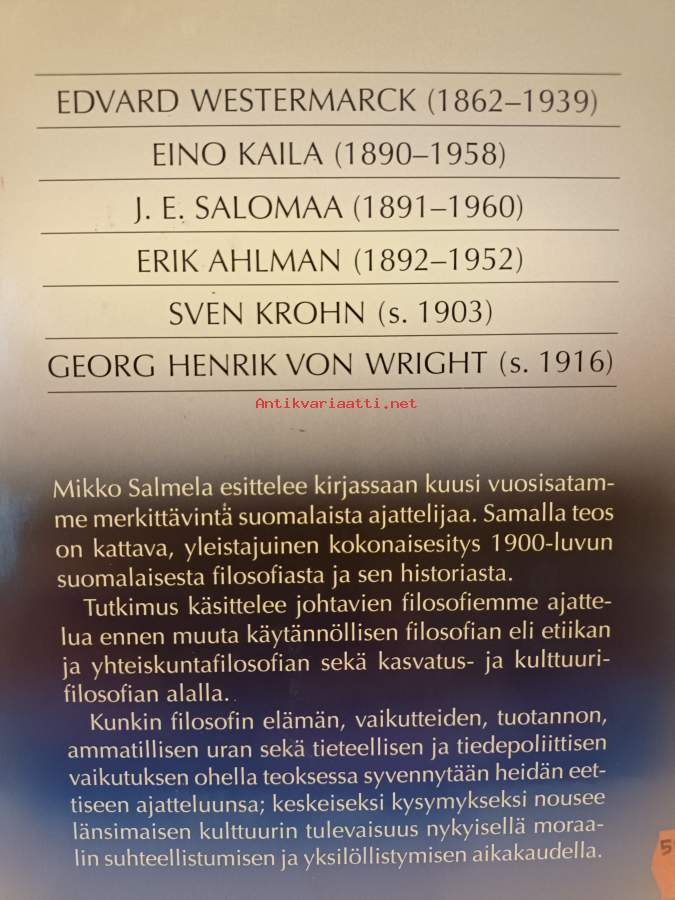 EDVARD WESTERMARCK (1862–1939)
EINO KAILA (1890–1958)
J. E. SALOMAA (1891–1960)
ERIK AHLMAN (1892–1952)
SVEN KROHN (s. 1903)
GEORG HENRIK VON WRIGHT (s. 1916)
Antikvariaatti.net
Mikko Salmela esittelee kirjassaan kuusi vuosisatam-
me merkittävintä suomalaista ajattelijaa. Samalla teos
on kattava, yleistajuinen kokonaisesitys 1900-luvun
suomalaisesta filosofiasta ja sen historiasta.
Tutkimus käsittelee johtavien filosofiemme ajatte-
lua ennen muuta käytännöllisen filosofian eli etiikan
ja yhteiskuntafilosofian sekä kasvatus- ja kulttuuri-
filosofian alalla.
Kunkin filosofin elämän, vaikutteiden, tuotannon,
ammatillisen uran sekä tieteellisen ja tiedepoliittisen
vaikutuksen ohella teoksessa syvennytään heidän eet-
tiseen ajatteluunsa; keskeiseksi kysymykseksi nousee
länsimaisen kulttuurin tulevaisuus nykyisellä moraa-
lin suhteellistumisen ja yksilöllistymisen aikakaudella.